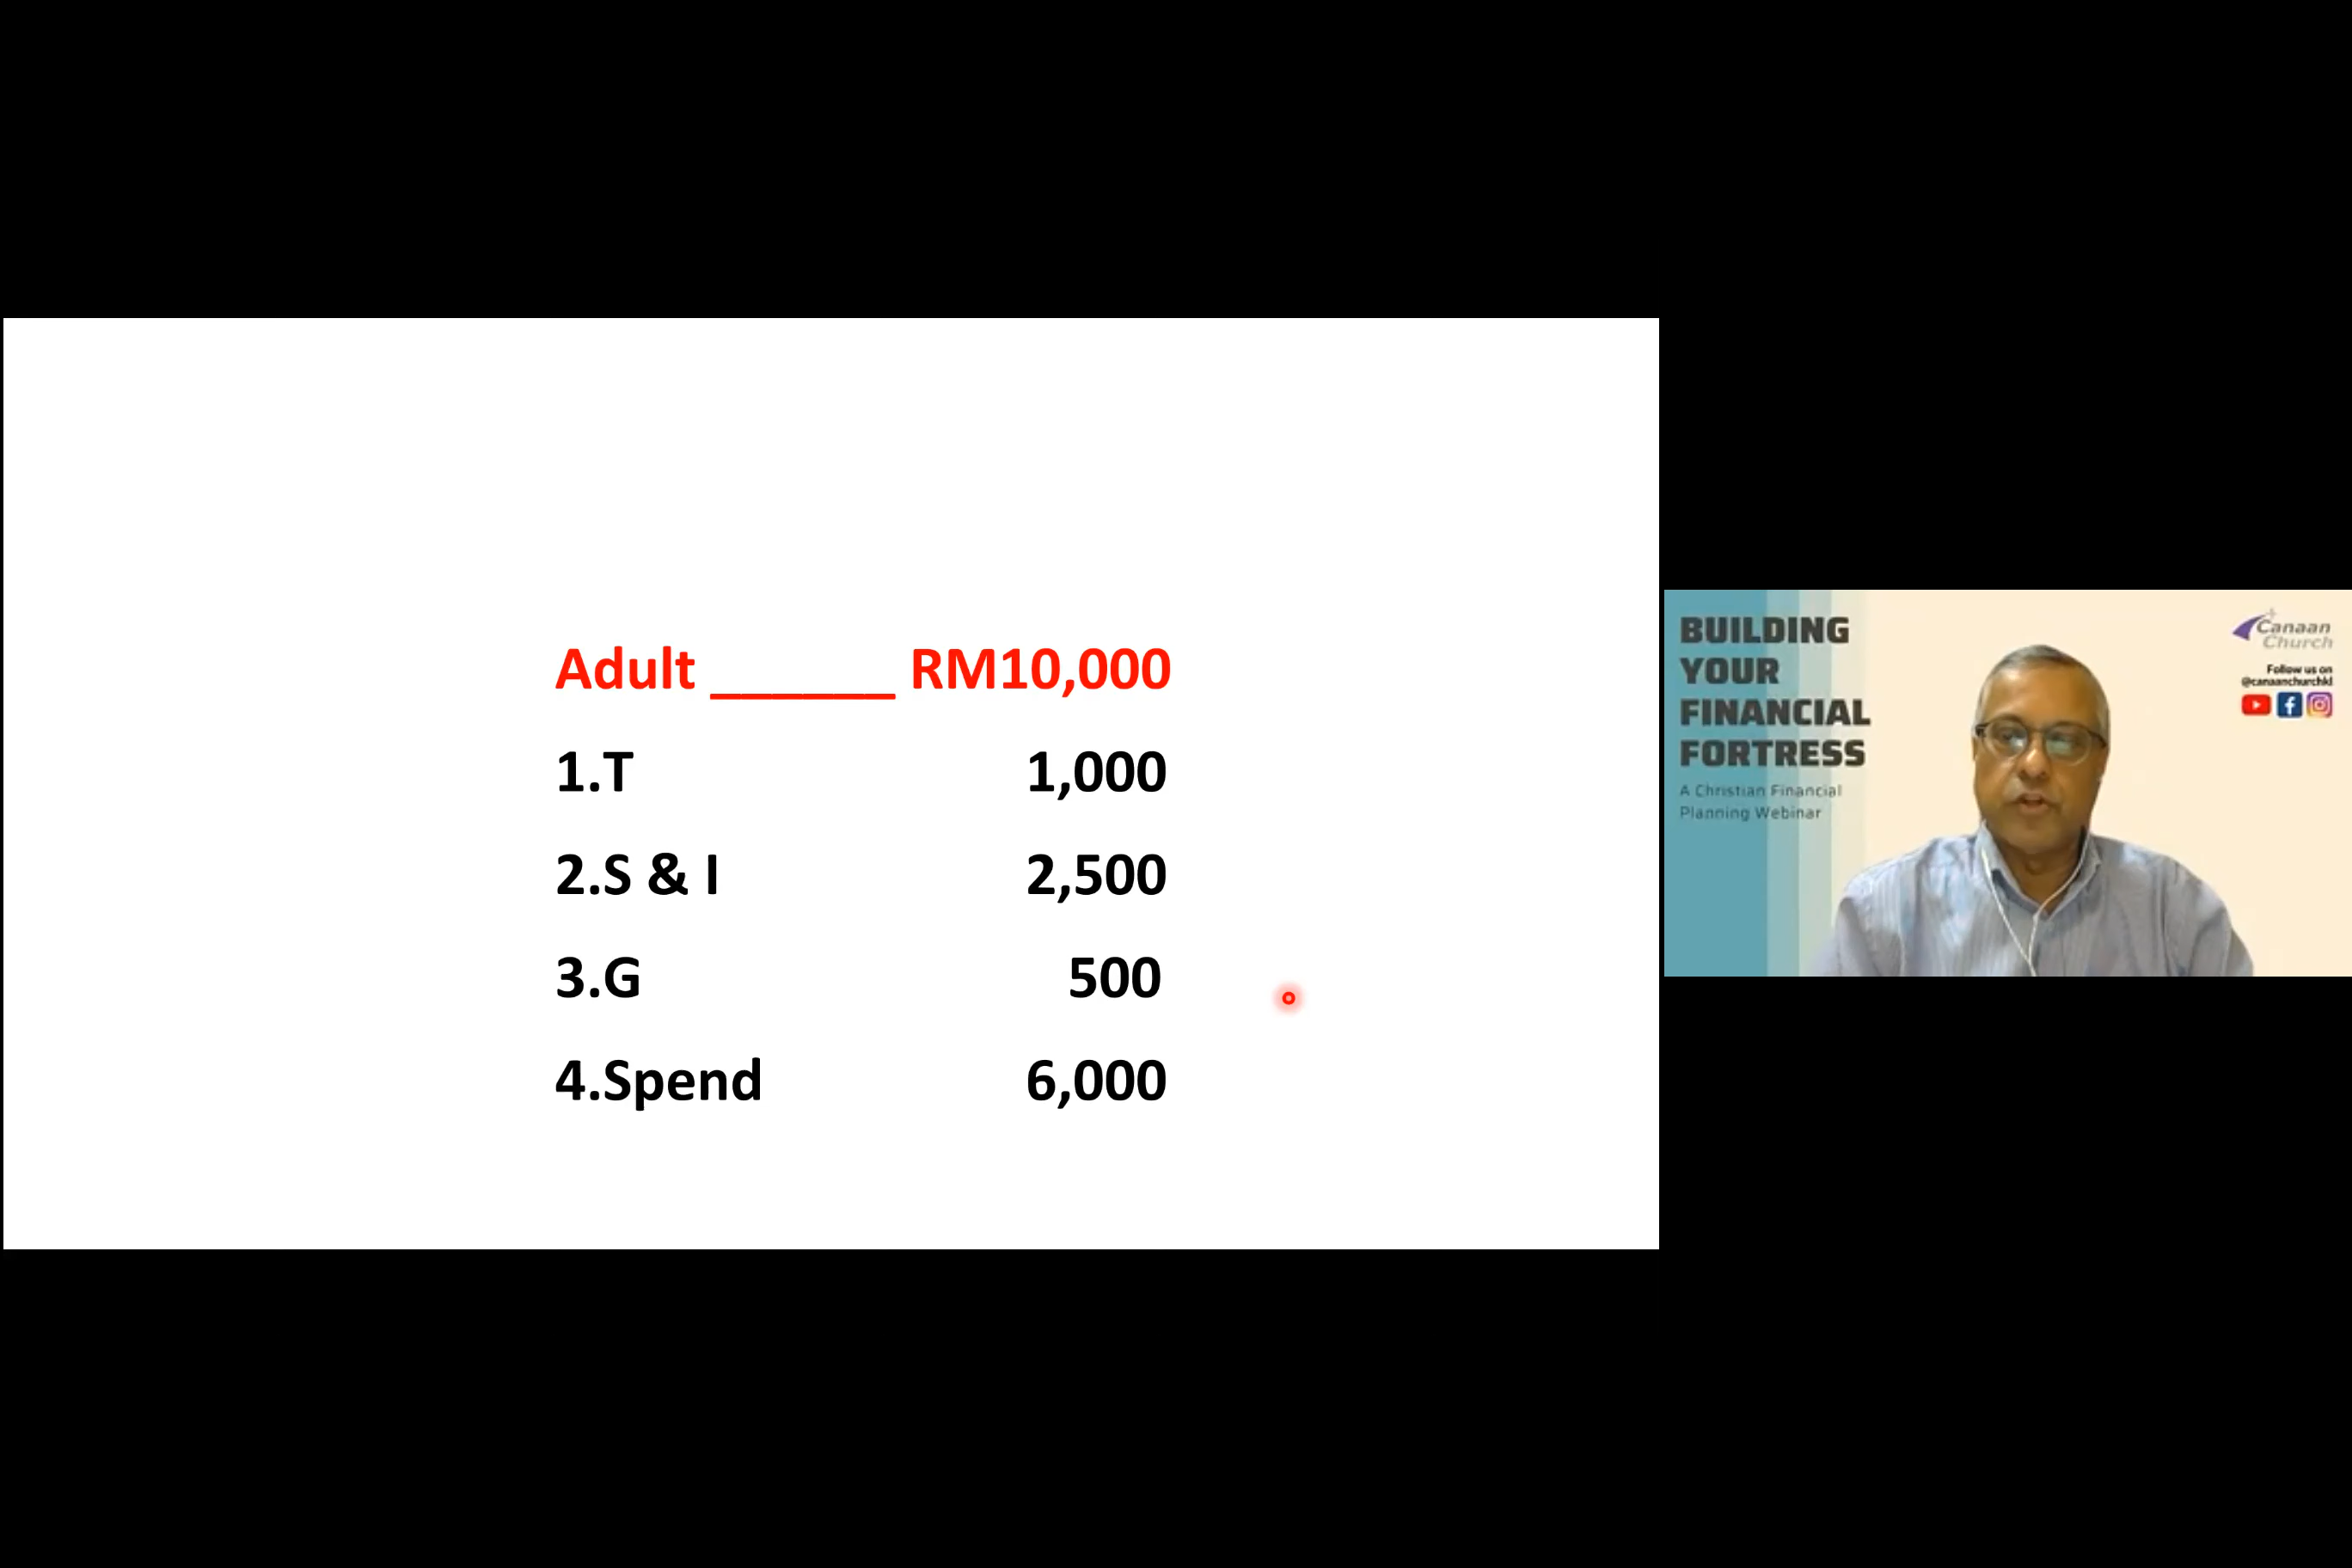 Adult ______ RM10,000
1.T 1,000
2.S & I 2,500
3.G 500
4.Spend 6,000
BUILDING
YOUR
FINANCIAL
FORTRESS
A Christian Financial
Planning Webinar
Canaan
Church
Follow us on
@canaanchurchkl